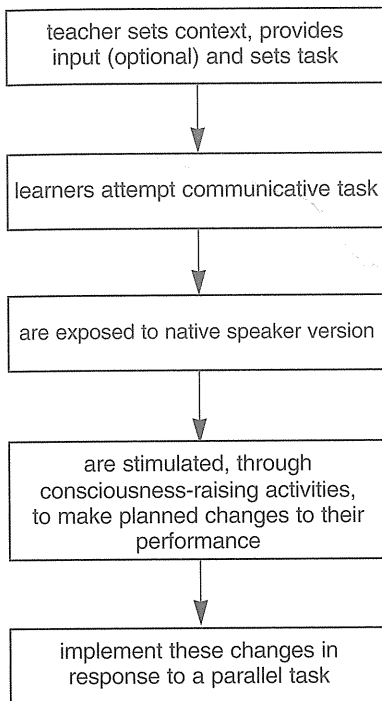 teacher sets context, provides
input (optional) and sets task
learners attempt communicative task
are exposed to native speaker version
are stimulated, through
consciousness-raising activities,
to make planned changes to their
performance
implement these changes in
response to a parallel task